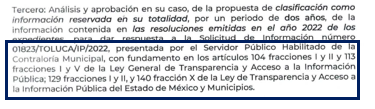 Tercero: Análisis y aprobación en su caso, de la propuesta de clasificación como
información reservada en su totalidad, por un periodo de dos años, de la
información contenida en las resoluciones emitidas en el año 2022 de los
expedientes, para dar respuesta a la Solicitud de Información número
01823/TOLUCA/IP/2022, presentada por el Servidor Público Habilitado de la
Contraloría Municipal, con fundamento en los artículos 104 fracciones I y II y 113
fracciones I y V de la Ley General de Transparencia y Acceso a la Información
Pública; 129 fracciones I y II, y 140 fracción X de la Ley de Transparencia y Acceso a
la Información Pública del Estado de México y Municipios.